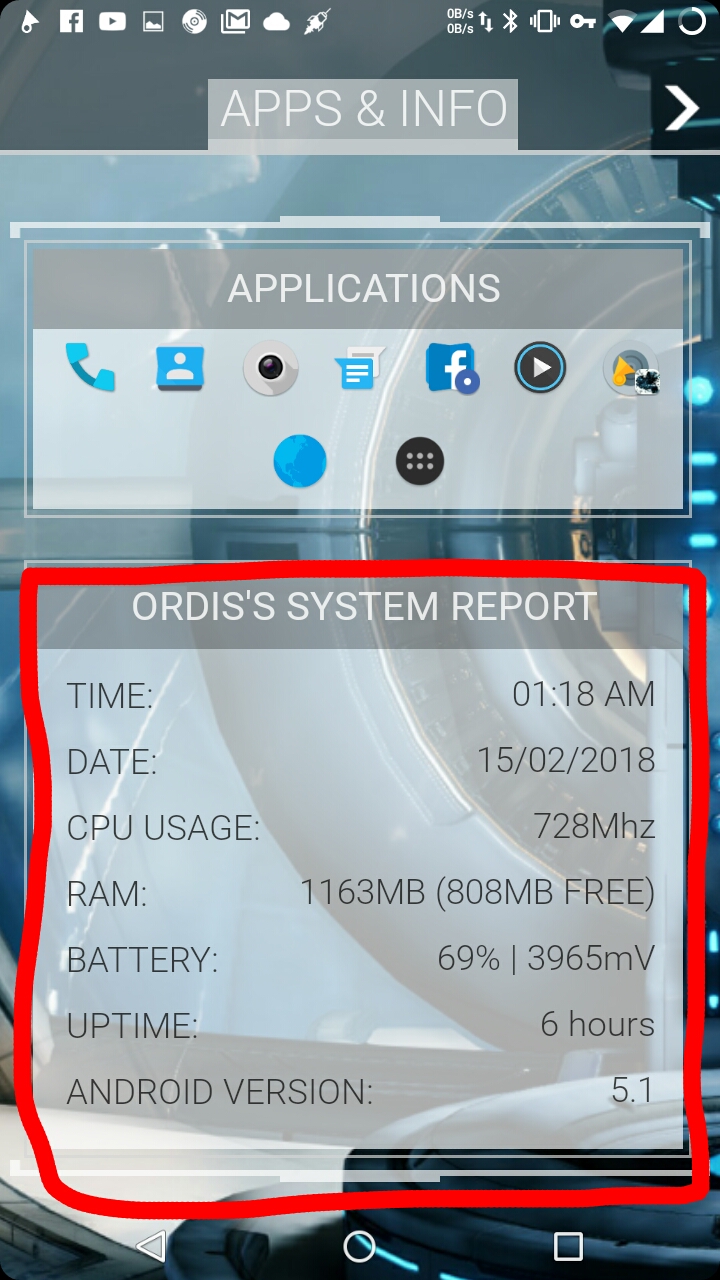 0B/s
0B/s
APPS & INFO
APPLICATIONS
ORDIS'S SYSTEM REPORT
TIME: 01:18 AM
DATE: 15/02/2018
CPU USAGE: 728Mhz
RAM: 1163MB (808MB FREE)
BATTERY: 69% | 3965mV
UPTIME: 6 hours
ANDROID VERSION: 5.1